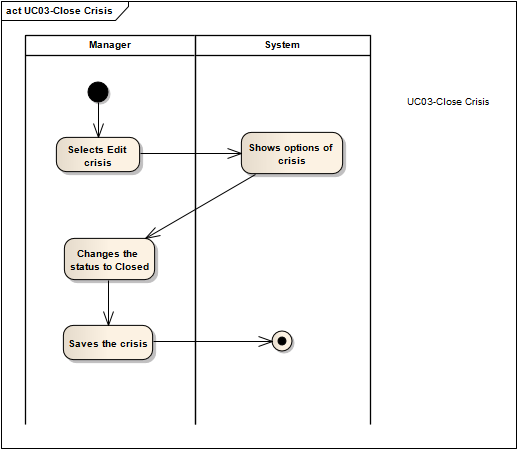 act UC03-Close Crisis
Manager
System
UC03-Close Crisis
Selects Edit
crisis
Shows options of
crisis
Changes the
status to Closed
Saves the crisis